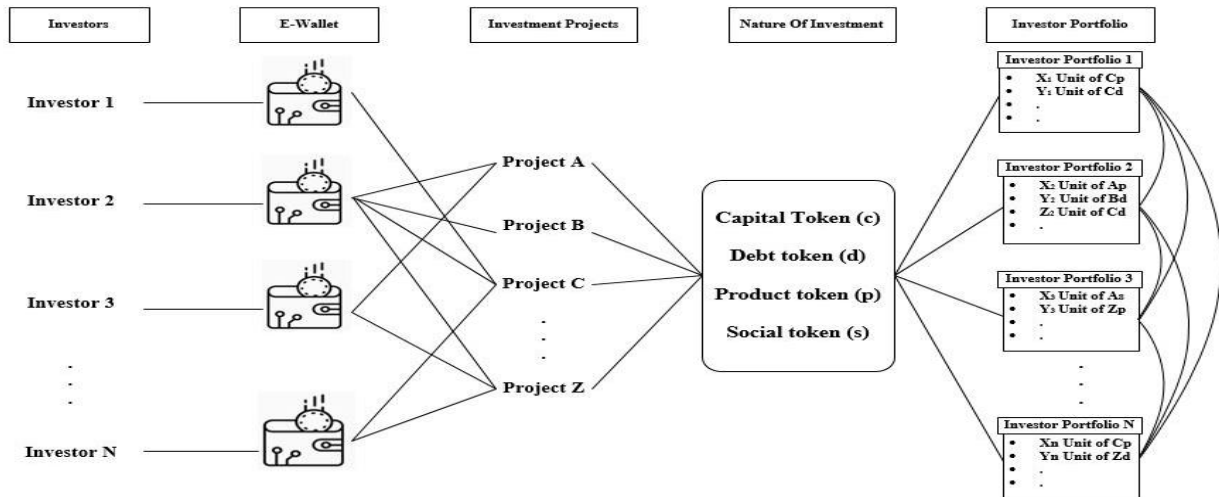 Investors
E-Wallet
Investment Projects
Nature Of Investment
Investor Portfolio
Investor 1
Investor 2
Investor 3
.
.
.
Investor N
Project A
Project B
Project C
.
.
.
Project Z
Capital Token (c)
Debt token (d)
Product token (p)
Social token (s)
Investor Portfolio 1
• X₁ Unit of Cp
• Y₁ Unit of Cd
• .
• .
Investor Portfolio 2
• X₂ Unit of Ap
• Y₂ Unit of Bd
• Z₂ Unit of Cd
• .
Investor Portfolio 3
• X₃ Unit of As
• Y₃ Unit of Zp
• .
• .
.
.
.
Investor Portfolio N
• Xn Unit of Cp
• Yn Unit of Zd
• .
• .